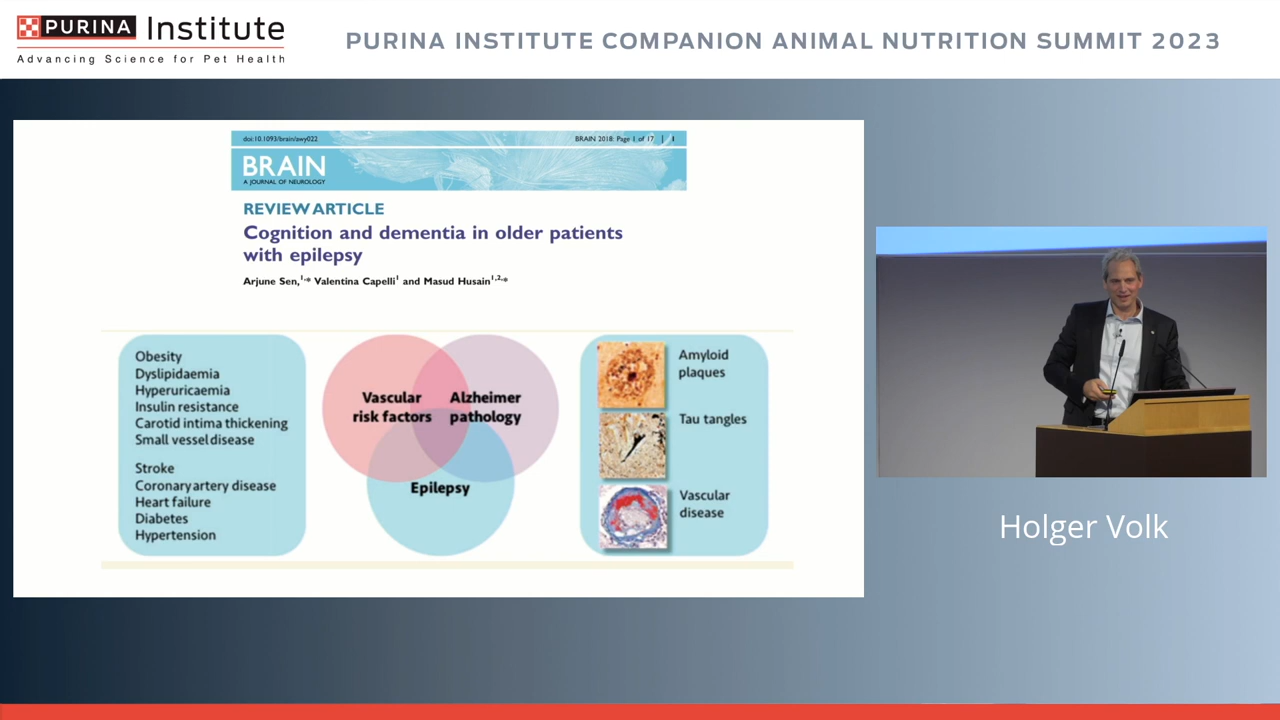 PURINA Institute
Advancing Science for Pet Health
PURINA INSTITUTE COMPANION ANIMAL NUTRITION SUMMIT 2023
doi:10.1093/brain/awy022
BRAIN 2018: Page 1 of 17 | 1
BRAIN
A JOURNAL OF NEUROLOGY
REVIEW ARTICLE
Cognition and dementia in older patients
with epilepsy
Arjune Sen,1,* Valentina Capelli1 and Masud Husain1,2,*
Obesity
Dyslipidaemia
Hyperuricaemia
Insulin resistance
Carotid intima thickening
Small vessel disease
Stroke
Coronary artery disease
Heart failure
Diabetes
Hypertension
Vascular
risk factors
Alzheimer
pathology
Epilepsy
Amyloid
plaques
Tau tangles
Vascular
disease
Holger Volk